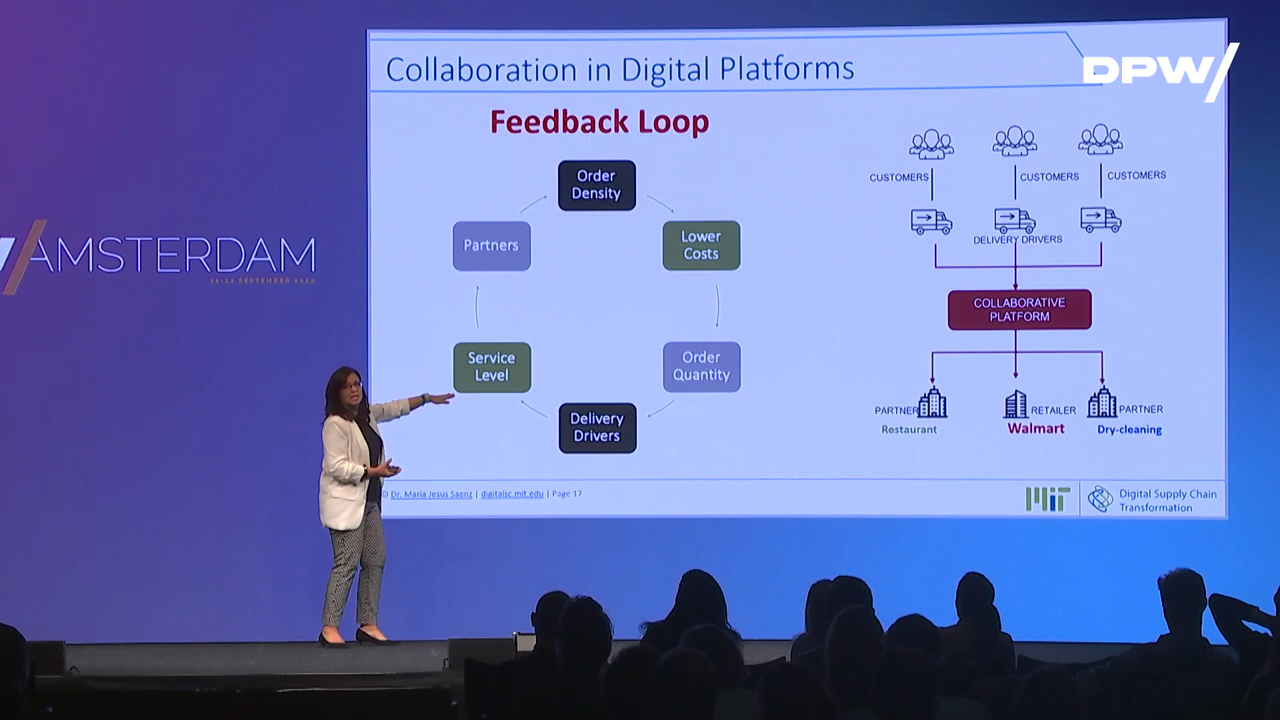 Collaboration in Digital Platforms
DPW/
Feedback Loop
Order
Density
Partners
Lower
Costs
Service
Level
Order
Quantity
Delivery
Drivers
CUSTOMERS
CUSTOMERS
CUSTOMERS
DELIVERY DRIVERS
COLLABORATIVE
PLATFORM
PARTNER
Restaurant
RETAILER
Walmart
PARTNER
Dry-cleaning
© Dr. Maria Jesus Saenz | digitalsc.mit.edu | Page 17
MIT
Digital Supply Chain
Transformation
AMSTERDAM